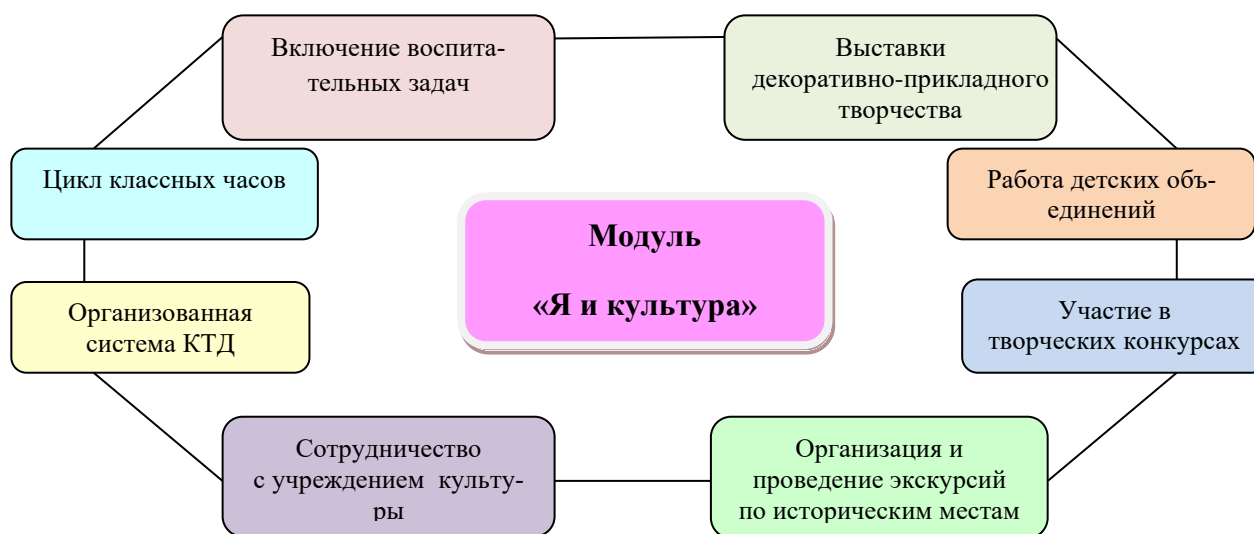 Включение воспита-
тельных задач
Выставки
декоративно-прикладного
творчества
Цикл классных часов
Работа детских объ-
единений
Модуль
«Я и культура»
Организованная
система КТД
Участие в
творческих конкурсах
Сотрудничество
с учреждением культу-
ры
Организация и
проведение экскурсий
по историческим местам